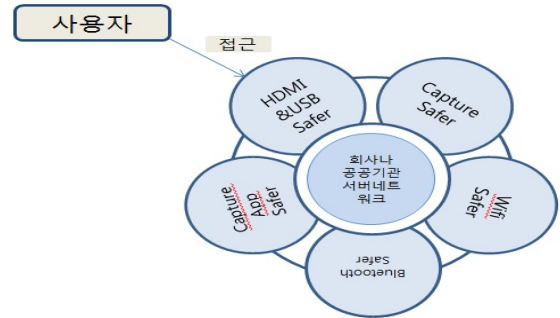 사용자
접근
HDMI
&USB
Safer
Capture
Safer
Wifi
Safer
Bluetooth
Safer
Capture
App
Safer
회사나
공공기관
서버네트
워크